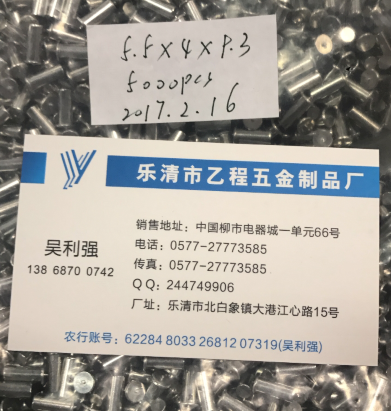 5.5×4×9.3
5000pcs
2017.2.16
乐清市乙程五金制品厂
吴利强
138 6870 0742
销售地址：中国柳市电器城一单元66号
电话：0577-27773585
传真：0577-27773585
QQ：244749906
厂址：乐清市北白象镇大港江心路15号
农行账号：62284 8033 26812 07319(吴利强)